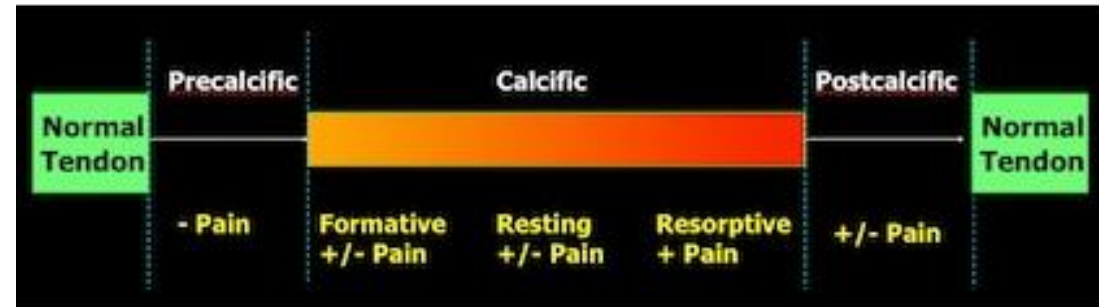 Precalcific
Calcific
Postcalcific
Normal
Tendon
Normal
Tendon
- Pain
Formative
+/- Pain
Resting
+/- Pain
Resorptive
+ Pain
+/- Pain